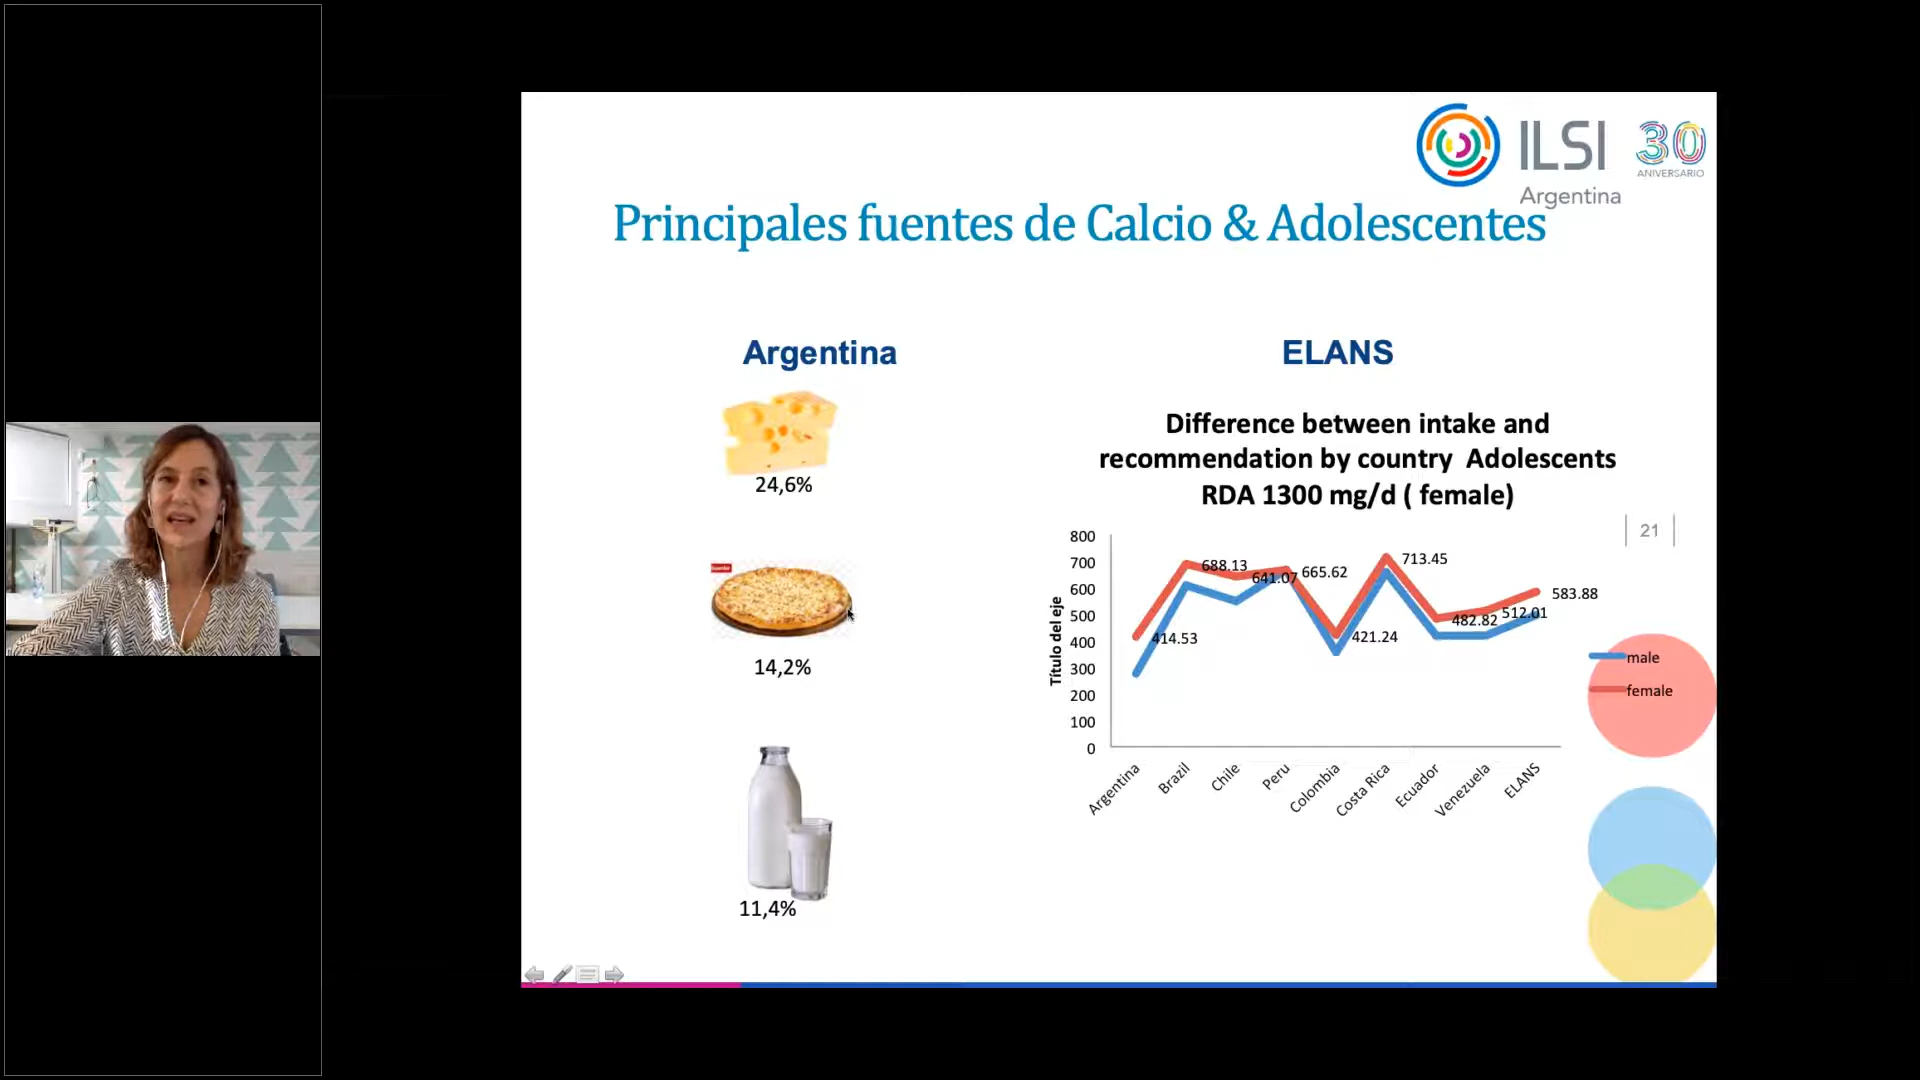 ILSI
Argentina
30
ANIVERSARIO
Principales fuentes de Calcio & Adolescentes
Argentina
24,6%
14,2%
11,4%
ELANS
Difference between intake and
recommendation by country Adolescents
RDA 1300 mg/d ( female)
21
Título del eje
800
700
600
500
400
300
200
100
0
414.53
688.13
641.07
665.62
421.24
713.45
482.82
512.01
583.88
Argentina
Brazil
Chile
Peru
Colombia
Costa Rica
Ecuador
Venezuela
ELANS
male
female